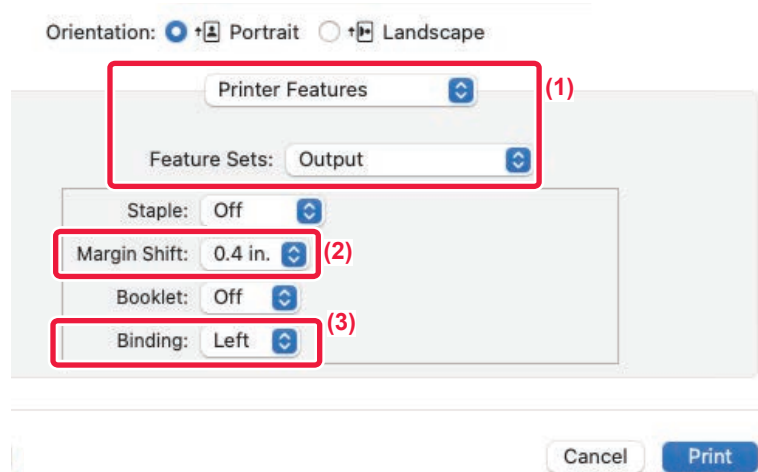 Orientation: Portrait Landscape
Printer Features (1)
Feature Sets: Output
Staple: Off
Margin Shift: 0.4 in. (2)
Booklet: Off
(3)
Binding: Left
Cancel Print